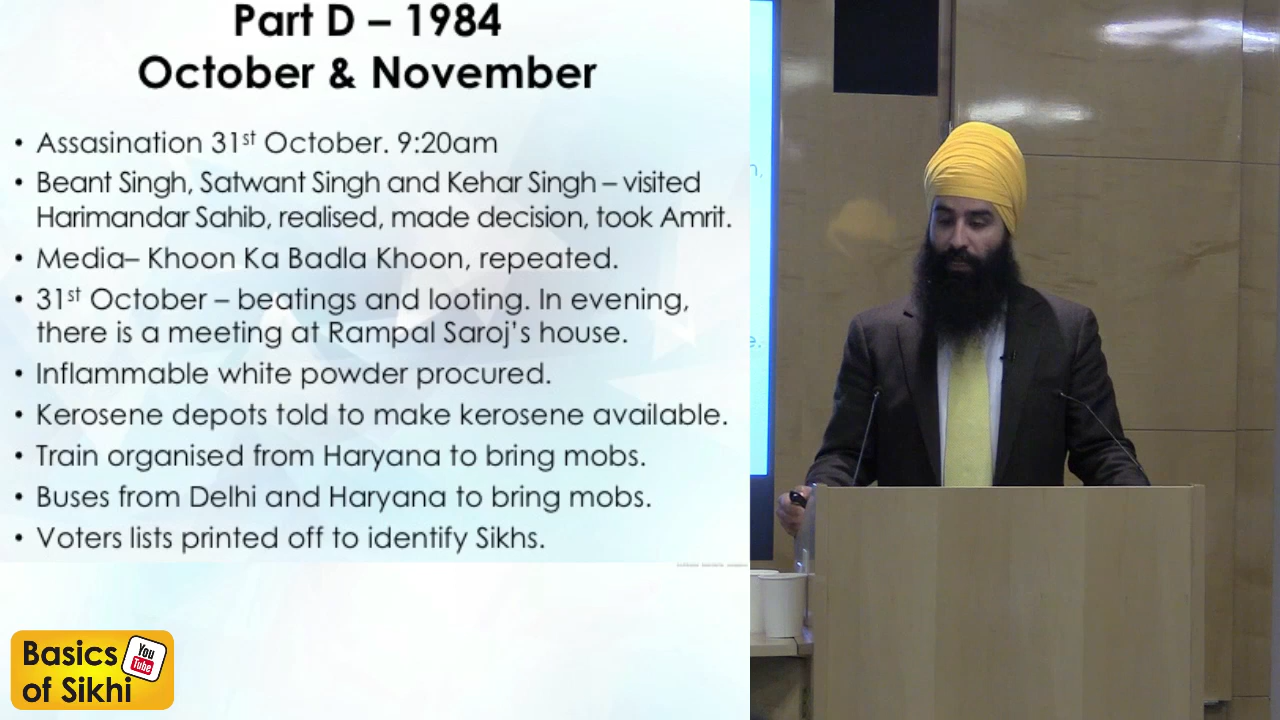 Part D – 1984
October & November
• Assasination 31st October. 9:20am
• Beant Singh, Satwant Singh and Kehar Singh – visited
Harimandar Sahib, realised, made decision, took Amrit.
• Media– Khoon Ka Badla Khoon, repeated.
• 31st October – beatings and looting. In evening,
there is a meeting at Rampal Saroj’s house.
• Inflammable white powder procured.
• Kerosene depots told to make kerosene available.
• Train organised from Haryana to bring mobs.
• Buses from Delhi and Haryana to bring mobs.
• Voters lists printed off to identify Sikhs.
Basics
of Sikhi
You
Tube